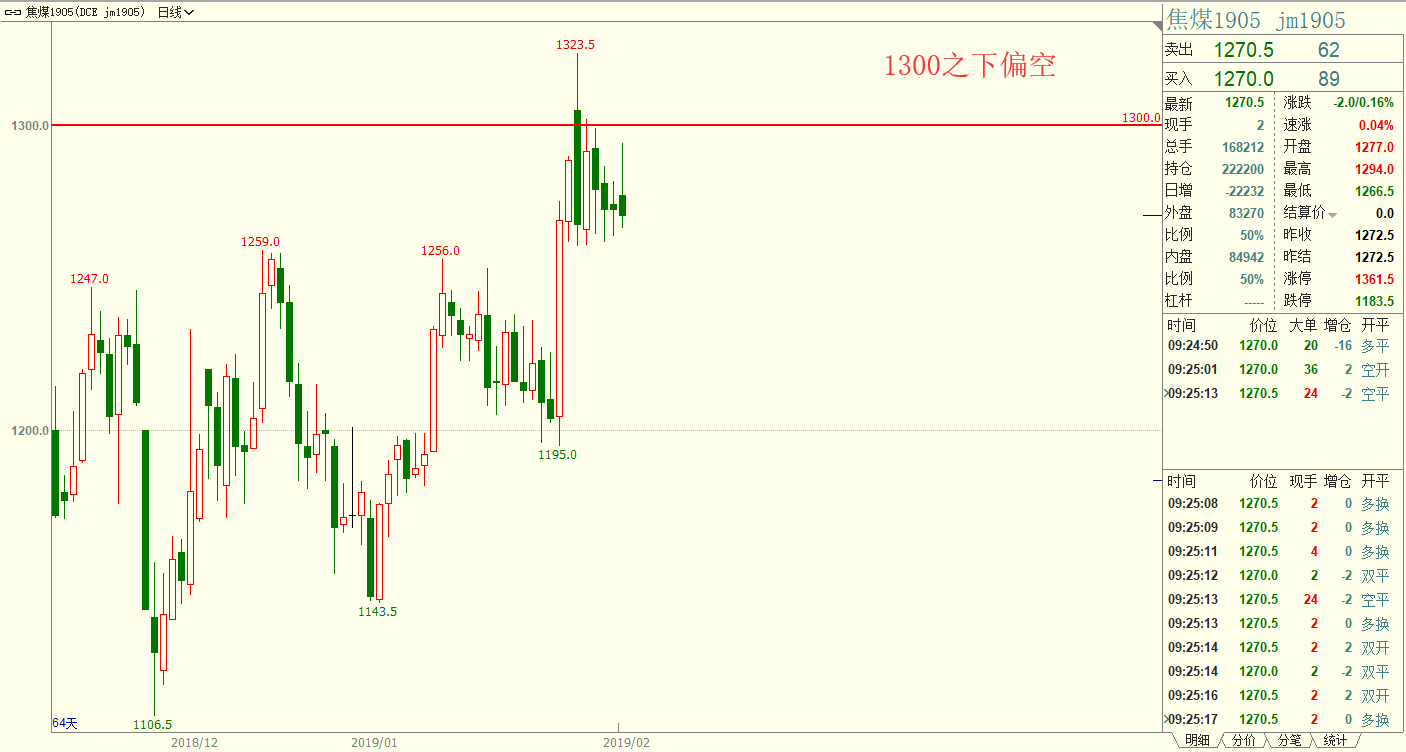 焦煤1905(DCE jm1905) 日线
1323.5
1300之下偏空
1300.0
1300.0
1259.0
1256.0
1247.0
1200.0
1195.0
1143.5
1106.5
64天
2018/12 2019/01 2019/02
焦煤1905 jm1905
卖出 1270.5 62
买入 1270.0 89
最新 1270.5 涨跌 -2.0/0.16%
现手 2 速涨 0.04%
总手 168212 开盘 1277.0
持仓 222200 最高 1294.0
日增 -22232 最低 1266.5
外盘 83270 结算价 0.0
比例 50% 昨收 1272.5
内盘 84942 昨结 1272.5
比例 50% 涨停 1361.5
杠杆 ----- 跌停 1183.5
时间 价位 大单 增仓 开平
09:24:50 1270.0 20 -16 多平
09:25:01 1270.0 36 2 空开
09:25:13 1270.5 24 -2 空平
时间 价位 现手 增仓 开平
09:25:08 1270.5 2 0 多换
09:25:09 1270.5 2 0 多换
09:25:11 1270.5 4 0 多换
09:25:12 1270.0 2 -2 双平
09:25:13 1270.5 24 -2 空平
09:25:13 1270.5 2 0 多换
09:25:14 1270.5 2 2 双开
09:25:14 1270.0 2 -2 双平
09:25:16 1270.5 2 2 双开
09:25:17 1270.5 2 0 多换
明细 分价 分笔 统计